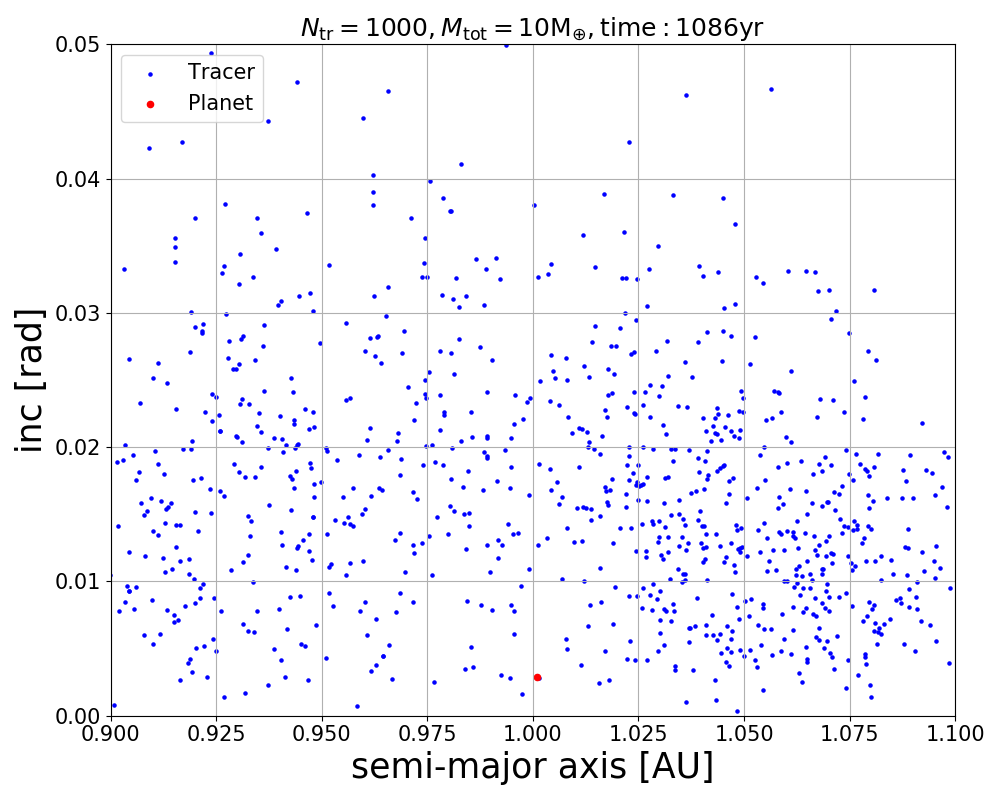 N_tr = 1000, M_tot = 10M_⊕, time : 1086yr
Tracer
Planet
0.05
0.04
0.03
0.02
0.01
0.00
inc [rad]
0.900 0.925 0.950 0.975 1.000 1.025 1.050 1.075 1.100
semi-major axis [AU]